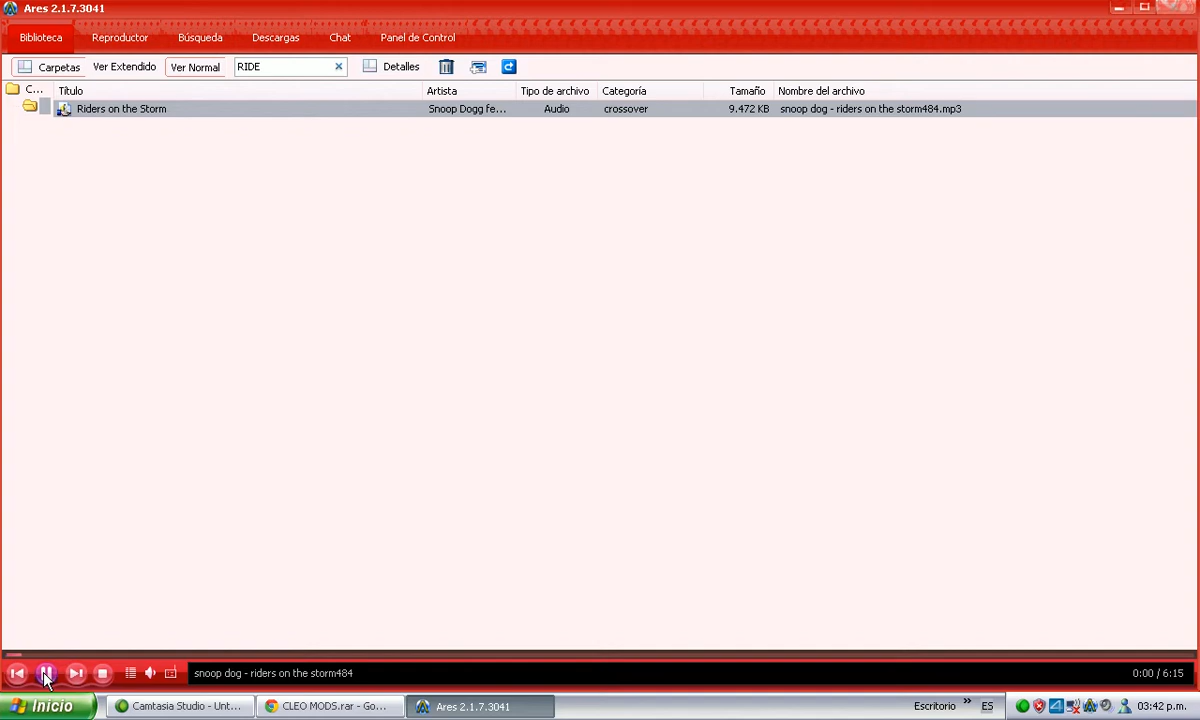 Ares 2.1.7.3041
Biblioteca Reproductor Búsqueda Descargas Chat Panel de Control
Carpetas Ver Extendido Ver Normal RIDE Detalles
C... Título Artista Tipo de archivo Categoría Tamaño Nombre del archivo
Riders on the Storm Snoop Dogg fe... Audio crossover 9.472 KB snoop dog - riders on the storm484.mp3
snoop dog - riders on the storm484 0:00 / 6:15
Inicio Camtasia Studio - Unt... CLEO MODS.rar - Go... Ares 2.1.7.3041 Escritorio » ES 03:42 p.m.